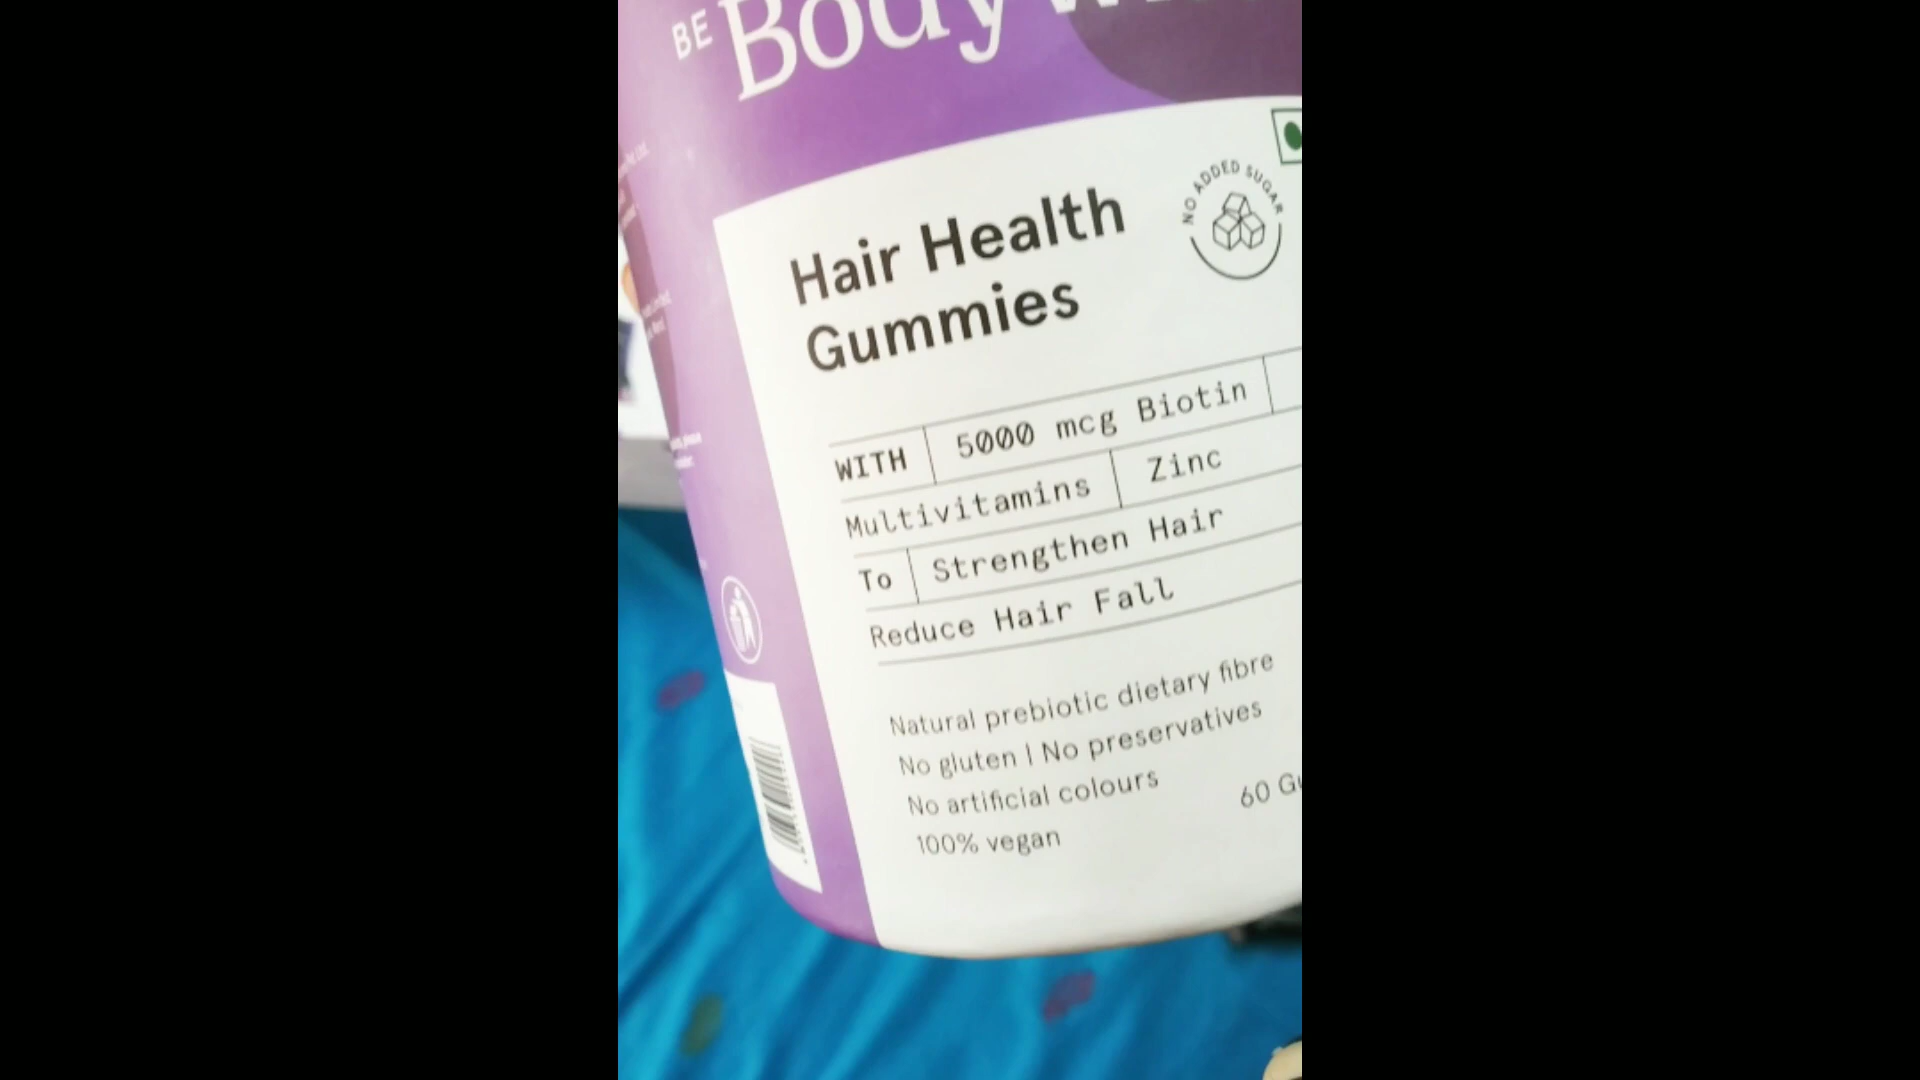 BE Body
NO ADDED SUGAR
Hair Health
Gummies
WITH 5000 mcg Biotin
Multivitamins Zinc
To Strengthen Hair
Reduce Hair Fall
Natural prebiotic dietary fibre
No gluten | No preservatives
No artificial colours
100% vegan
60